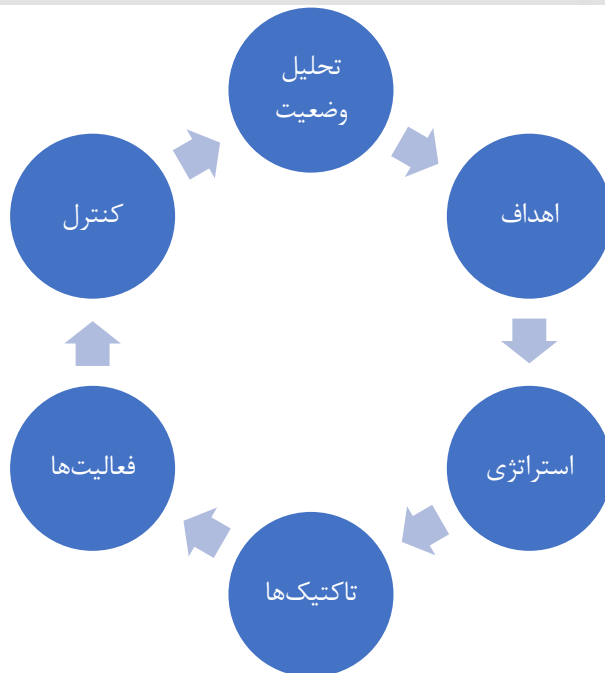 تحلیل
وضعیت
اهداف
استراتژی
تاکتیک‌ها
فعالیت‌ها
کنترل